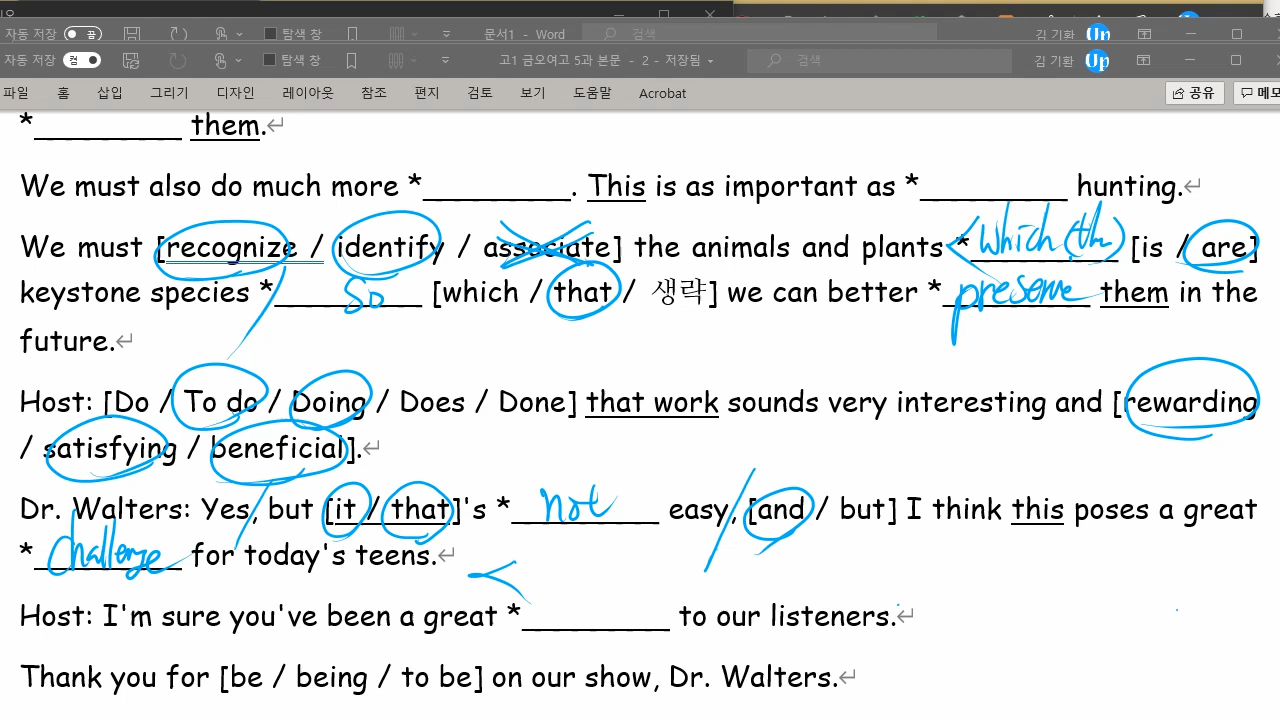 자동 저장 끔 탐색 창 문서1 - Word 검색 김 기환 Up
자동 저장 켬 탐색 창 고1 금오여고 5과 본문 - 2 - 저장됨 검색 김 기환 Up
파일 홈 삽입 그리기 디자인 레이아웃 참조 편지 검토 보기 도움말 Acrobat 공유 메모
*__________ them.
We must also do much more *__________. This is as important as *__________ hunting.
We must [recognize / identify / associate] the animals and plants *which (th ) [is / are]
keystone species *so [which / that / 생략] we can better *preserve them in the
future.
Host: [Do / To do / Doing / Does / Done] that work sounds very interesting and [rewarding
/ satisfying / beneficial].
Dr. Walters: Yes, but [it / that]'s *not easy, [and / but] I think this poses a great
*challenge for today's teens.
Host: I'm sure you've been a great *__________ to our listeners.
Thank you for [be / being / to be] on our show, Dr. Walters.